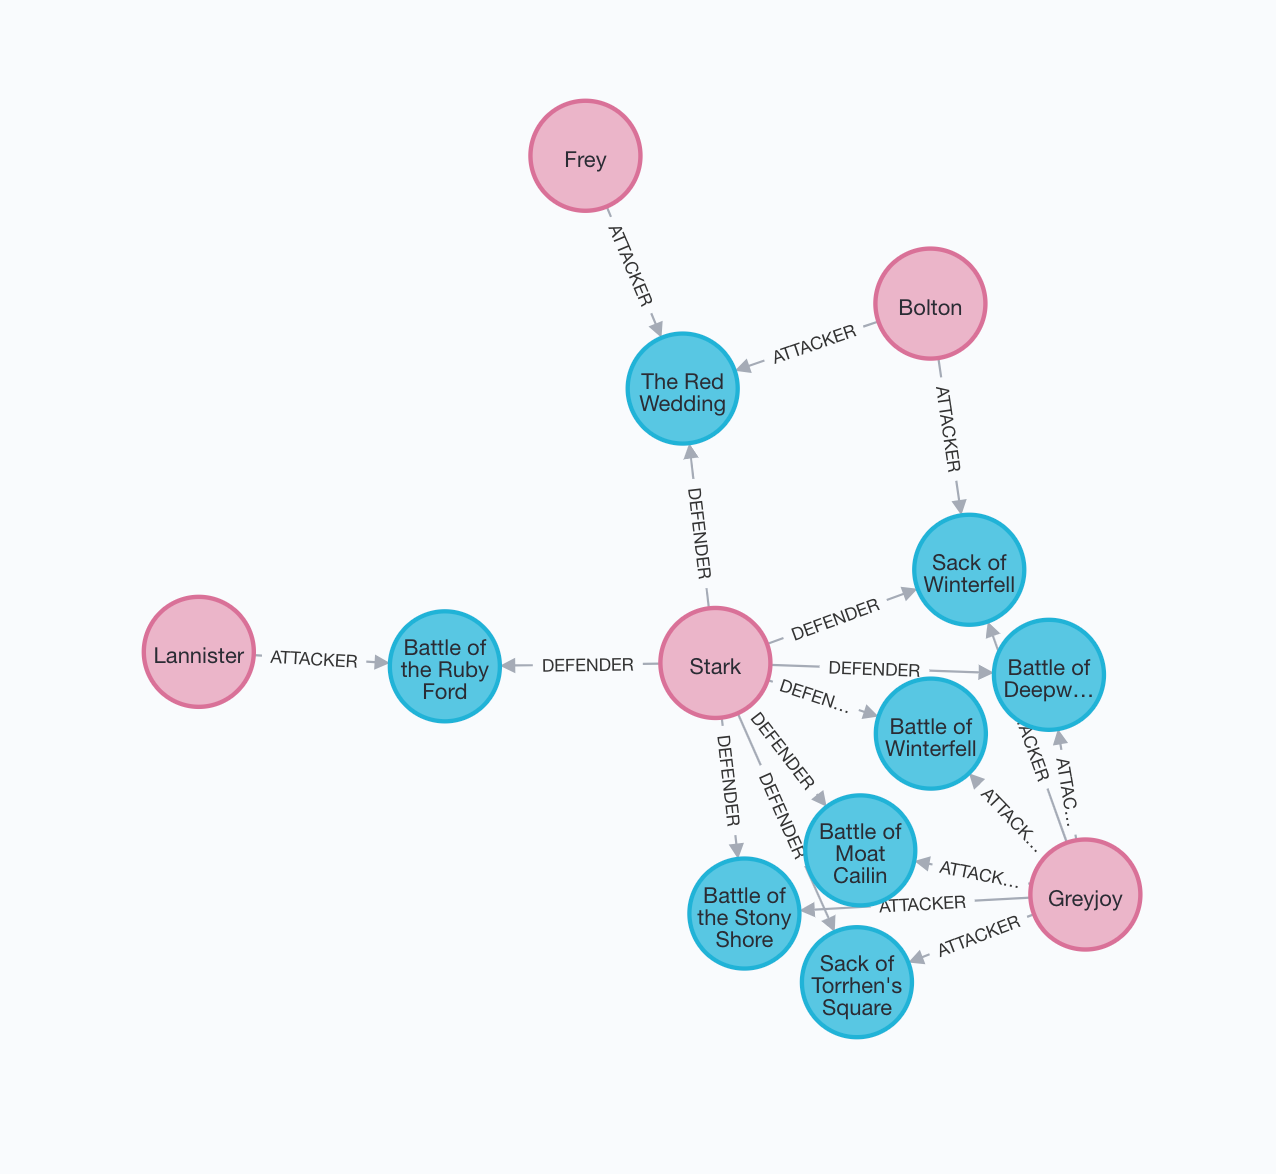 Frey
ATTACKER
Bolton
ATTACKER
The Red
Wedding
ATTACKER
DEFENDER
Sack of
Winterfell
DEFENDER
Lannister
ATTACKER
Battle of
the Ruby
Ford
DEFENDER
Stark
DEFENDER
Battle of
Deepw…
DEFEN…
Battle of
Winterfell
DEFENDER
DEFENDER
DEFENDER
ACKER
ATTAC…
ATTACK…
Battle of
Moat
Cailin
ATTACK…
Battle of
the Stony
Shore
ATTACKER
Greyjoy
ATTACKER
Sack of
Torrhen's
Square